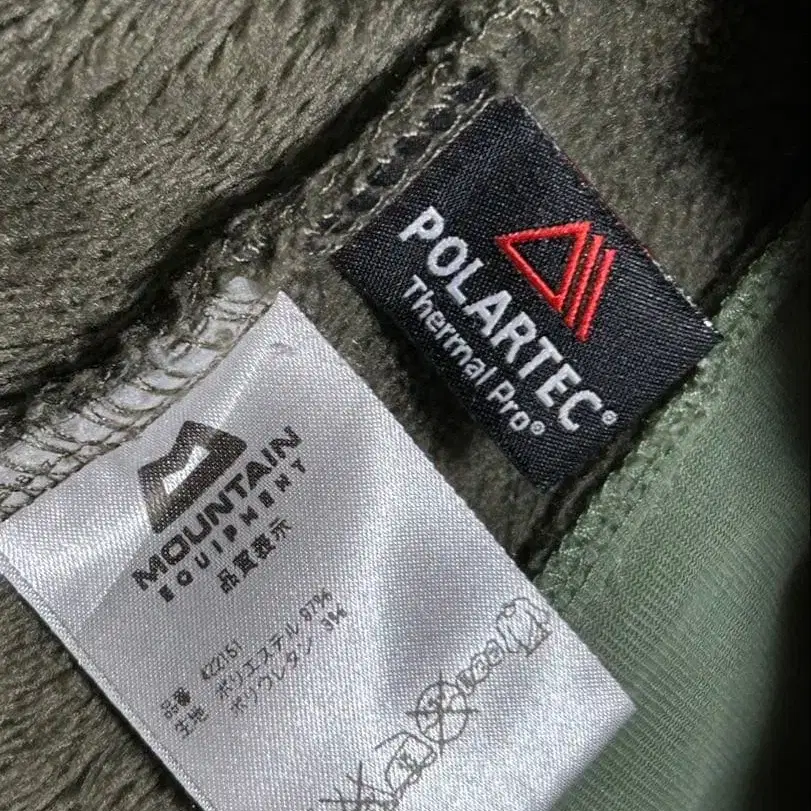 POLARTEC®
Thermal Pro®
MOUNTAIN
EQUIPMENT
品質表示
品番 422151
生地 ポリエステル 97%
ポリウレタン 3%